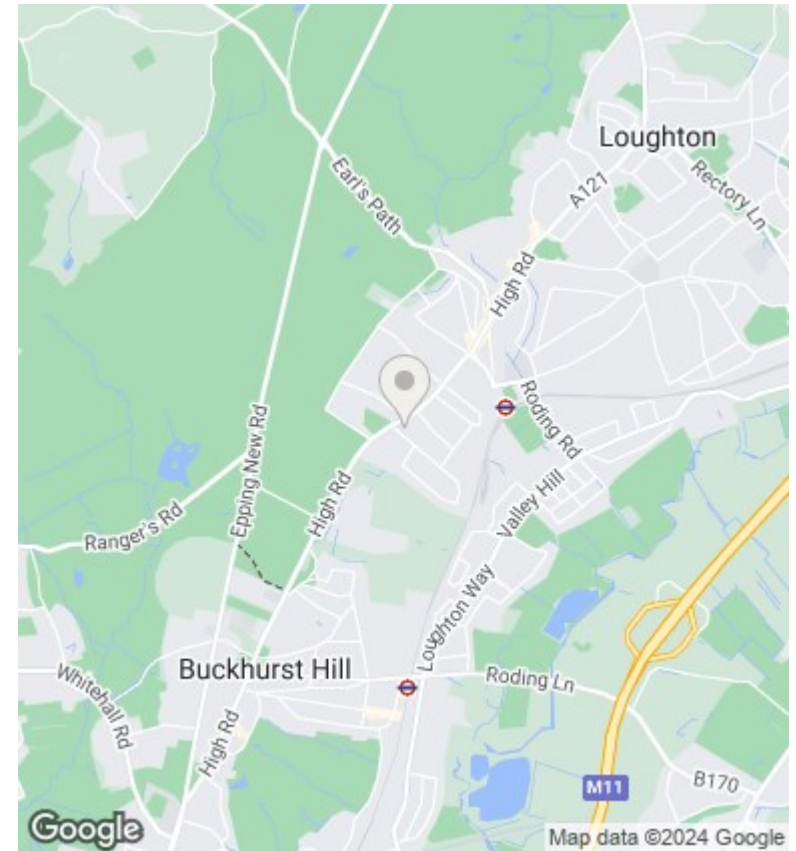 Loughton
A121
Rectory Ln
Earl's Path
High Rd
Roding Rd
Epping New Rd
High Rd
Valley Hill
Ranger's Rd
Loughton Way
Buckhurst Hill
Roding Ln
Whitehall Rd
High Rd
B170
M11
Google
Map data ©2024 Google